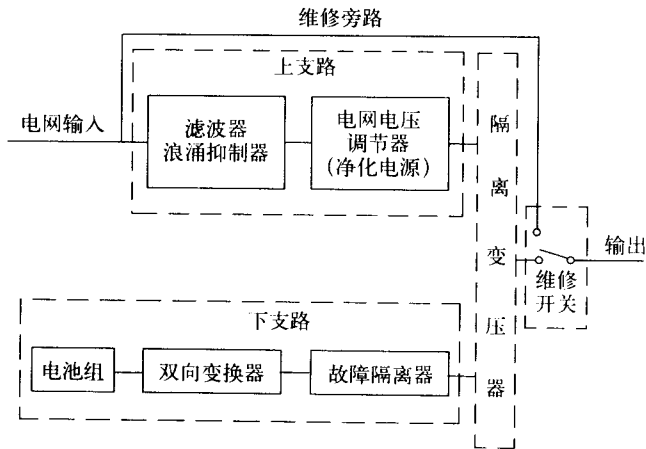 维修旁路
上支路
电网输入
滤波器
浪涌抑制器
电网电压
调节器
(净化电源)
隔
离
变
压
器
输出
维修
开关
下支路
电池组
双向变换器
故障隔离器